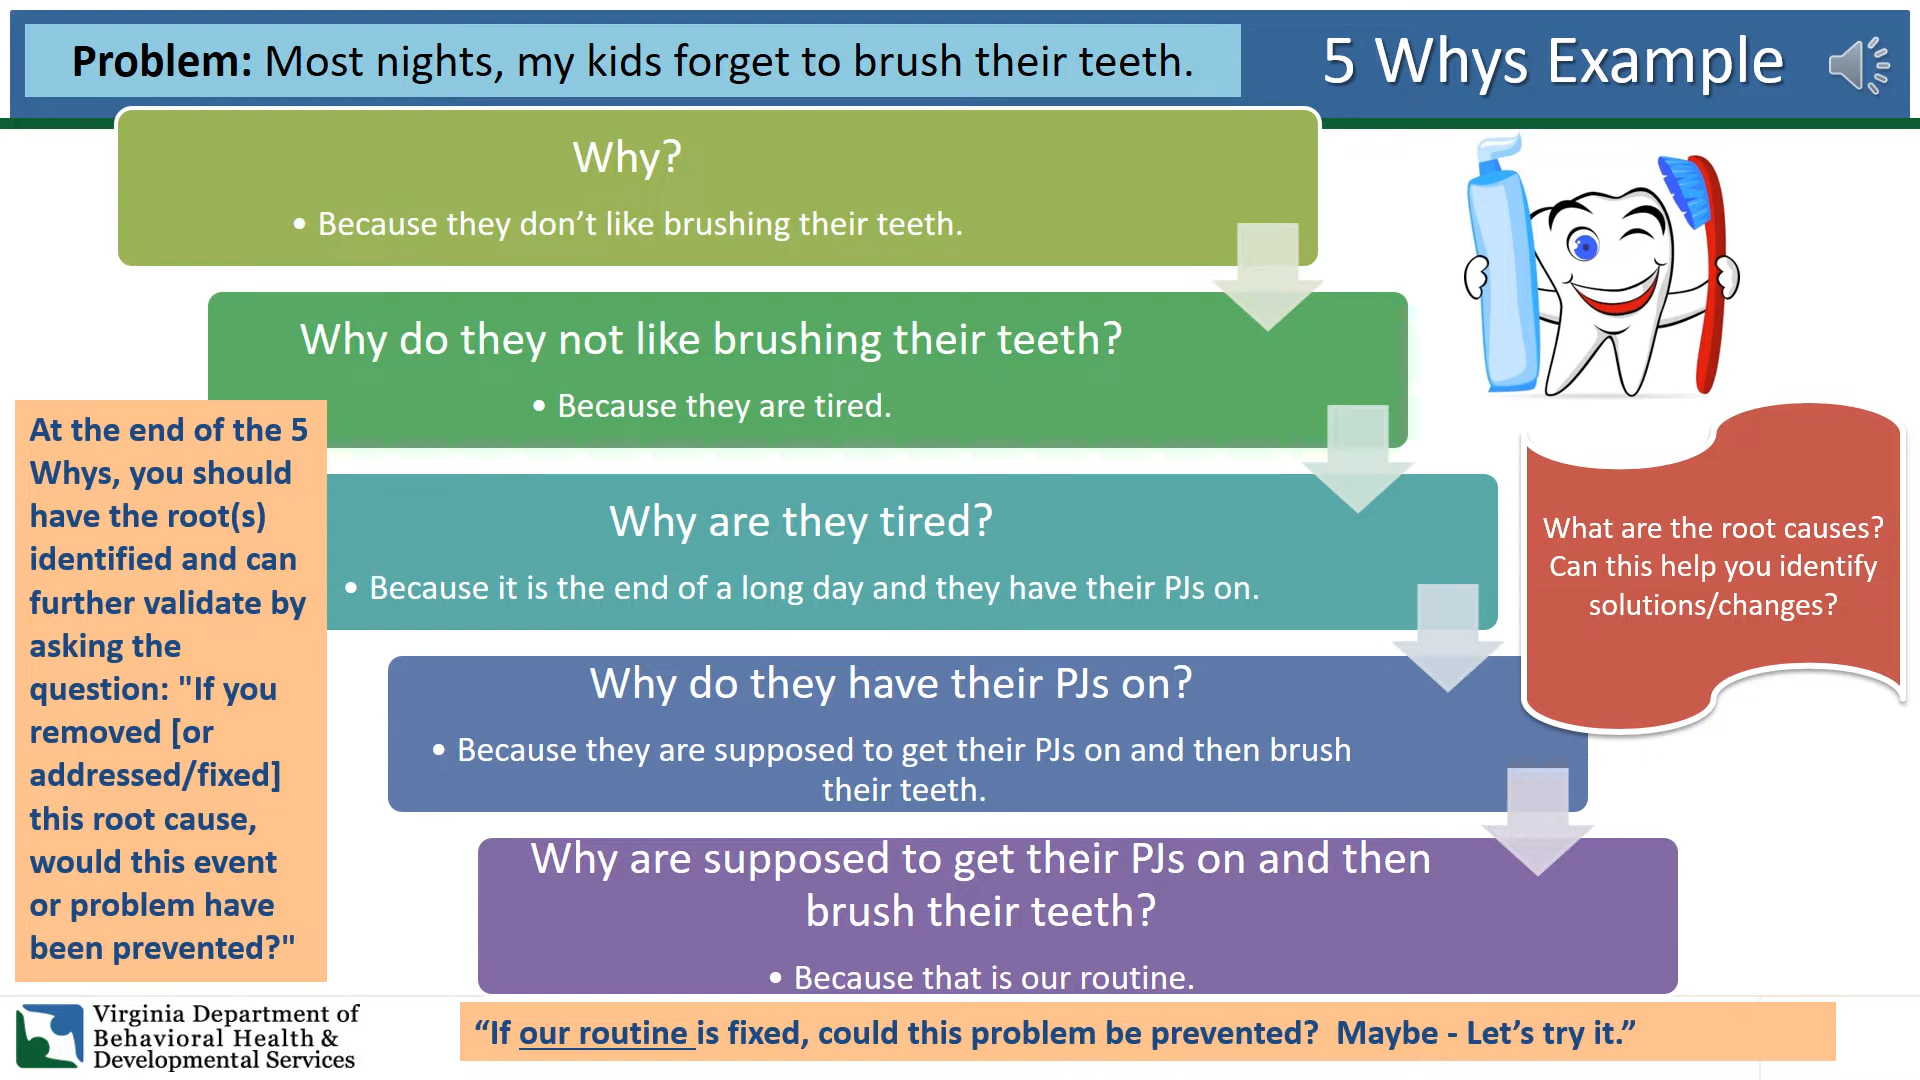 Problem: Most nights, my kids forget to brush their teeth.
5 Whys Example
Why?
• Because they don’t like brushing their teeth.
Why do they not like brushing their teeth?
• Because they are tired.
Why are they tired?
• Because it is the end of a long day and they have their PJs on.
Why do they have their PJs on?
• Because they are supposed to get their PJs on and then brush
their teeth.
Why are supposed to get their PJs on and then
brush their teeth?
• Because that is our routine.
At the end of the 5
Whys, you should
have the root(s)
identified and can
further validate by
asking the
question: "If you
removed [or
addressed/fixed]
this root cause,
would this event
or problem have
been prevented?"
What are the root causes?
Can this help you identify
solutions/changes?
Virginia Department of
Behavioral Health &
Developmental Services
“If our routine is fixed, could this problem be prevented?  Maybe - Let’s try it.”